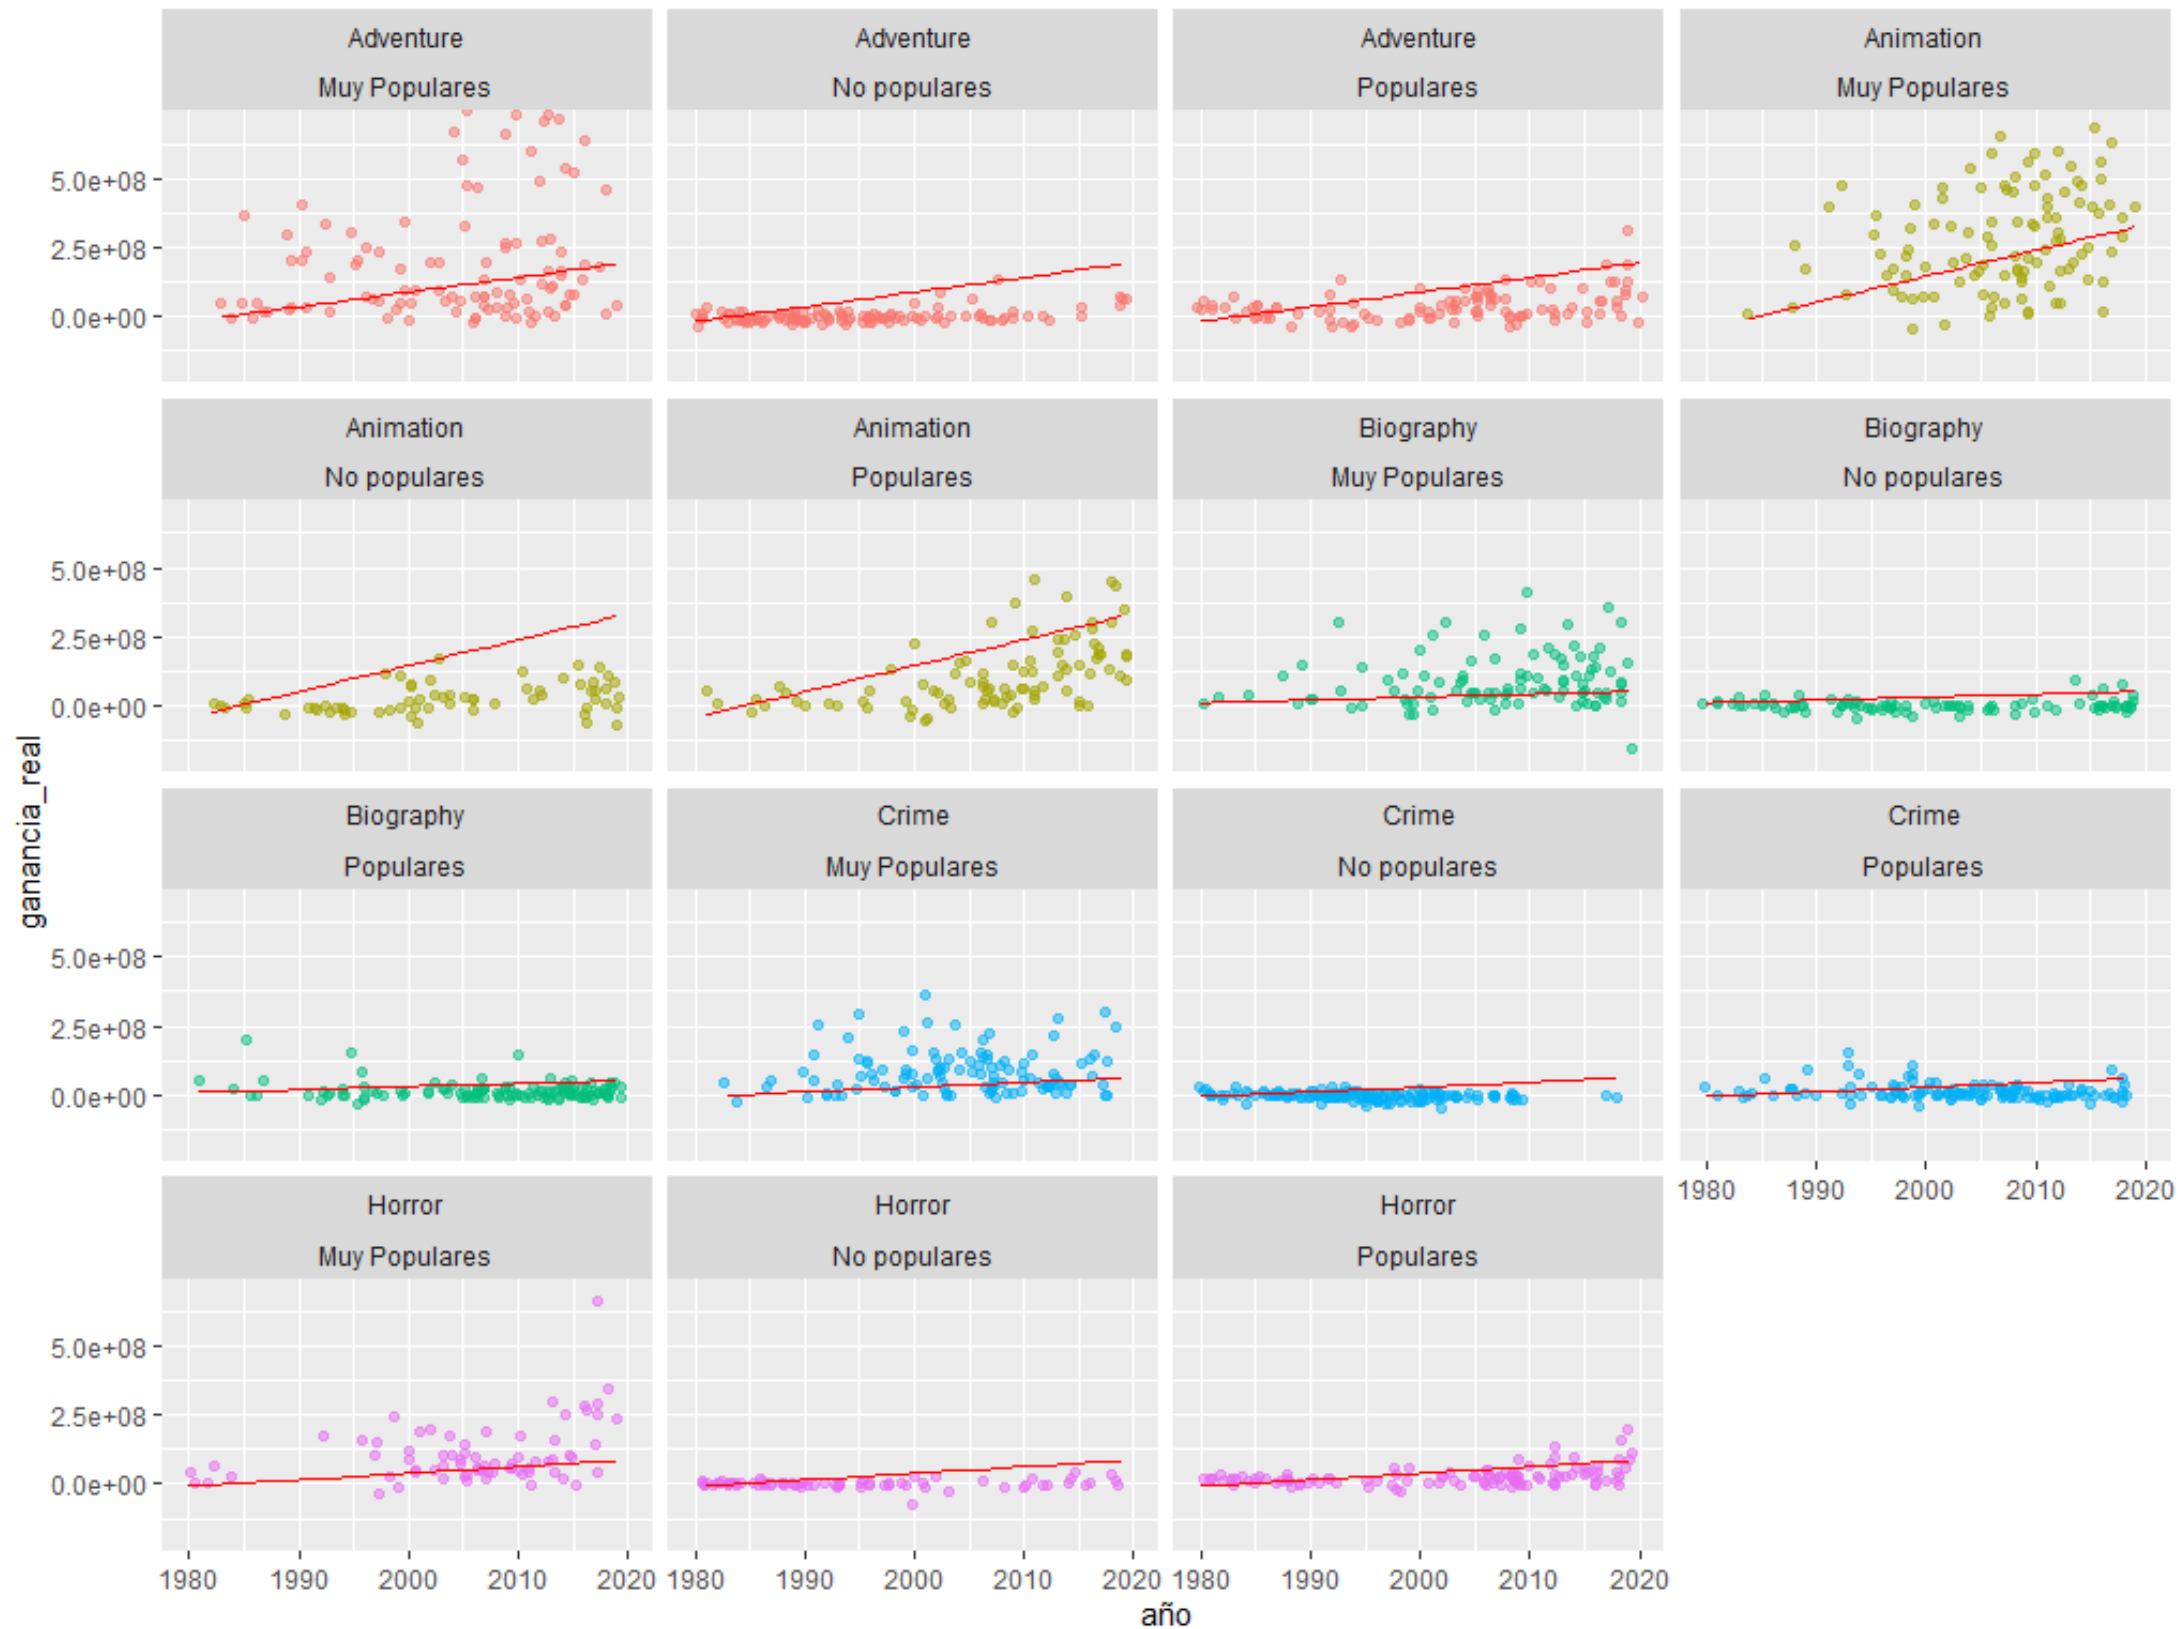 Adventure
Muy Populares
Adventure
No populares
Adventure
Populares
Animation
Muy Populares
5.0e+08
2.5e+08
0.0e+00
Animation
No populares
Animation
Populares
Biography
Muy Populares
Biography
No populares
5.0e+08
2.5e+08
0.0e+00
ganancia_real
Biography
Populares
Crime
Muy Populares
Crime
No populares
Crime
Populares
5.0e+08
2.5e+08
0.0e+00
1980 1990 2000 2010 2020
Horror
Muy Populares
Horror
No populares
Horror
Populares
5.0e+08
2.5e+08
0.0e+00
1980 1990 2000 2010 2020
1980 1990 2000 2010 2020
1980 1990 2000 2010 2020
año